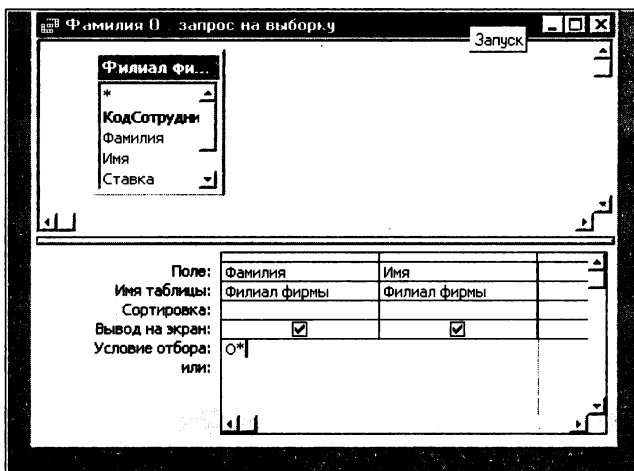 Фамилия О . запрос на выборку
Запуск
Филиал фи...
*
КодСотрудни
Фамилия
Имя
Ставка
Поле: Фамилия Имя
Имя таблицы: Филиал фирмы Филиал фирмы
Сортировка:
Вывод на экран:
Условие отбора: О*
или: